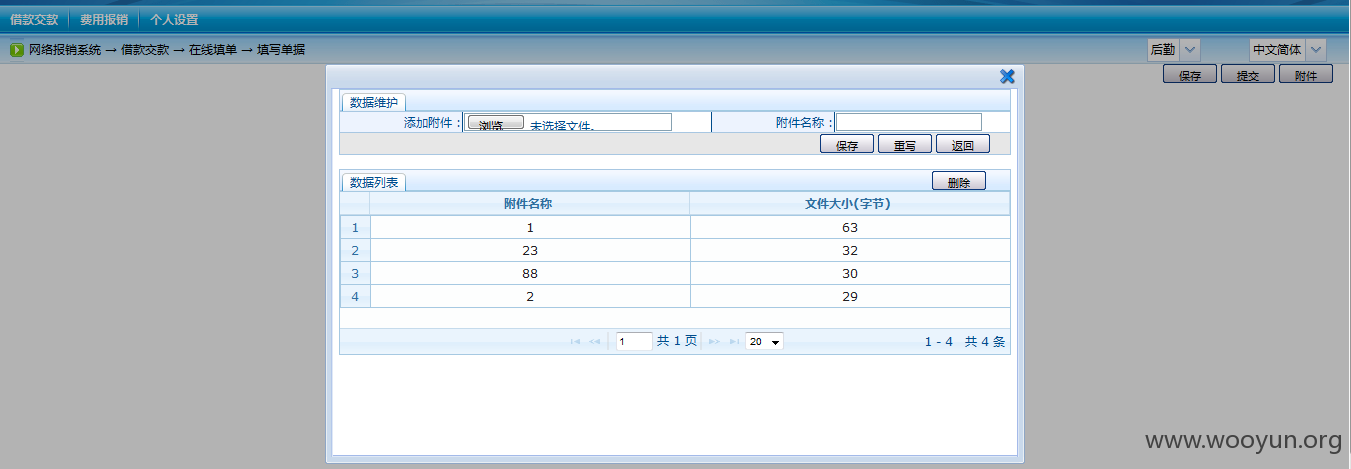 借款交款 费用报销 个人设置
网络报销系统 → 借款交款 → 在线填单 → 填写单据 后勤 中文简体
保存 提交 附件
数据维护
添加附件： 浏览_ 未选择文件。 附件名称：
保存 重写 返回
数据列表 删除
附件名称 文件大小(字节)
1 1 63
2 23 32
3 88 30
4 2 29
1 共 1 页 20 1 - 4 共 4 条
www.wooyun.org